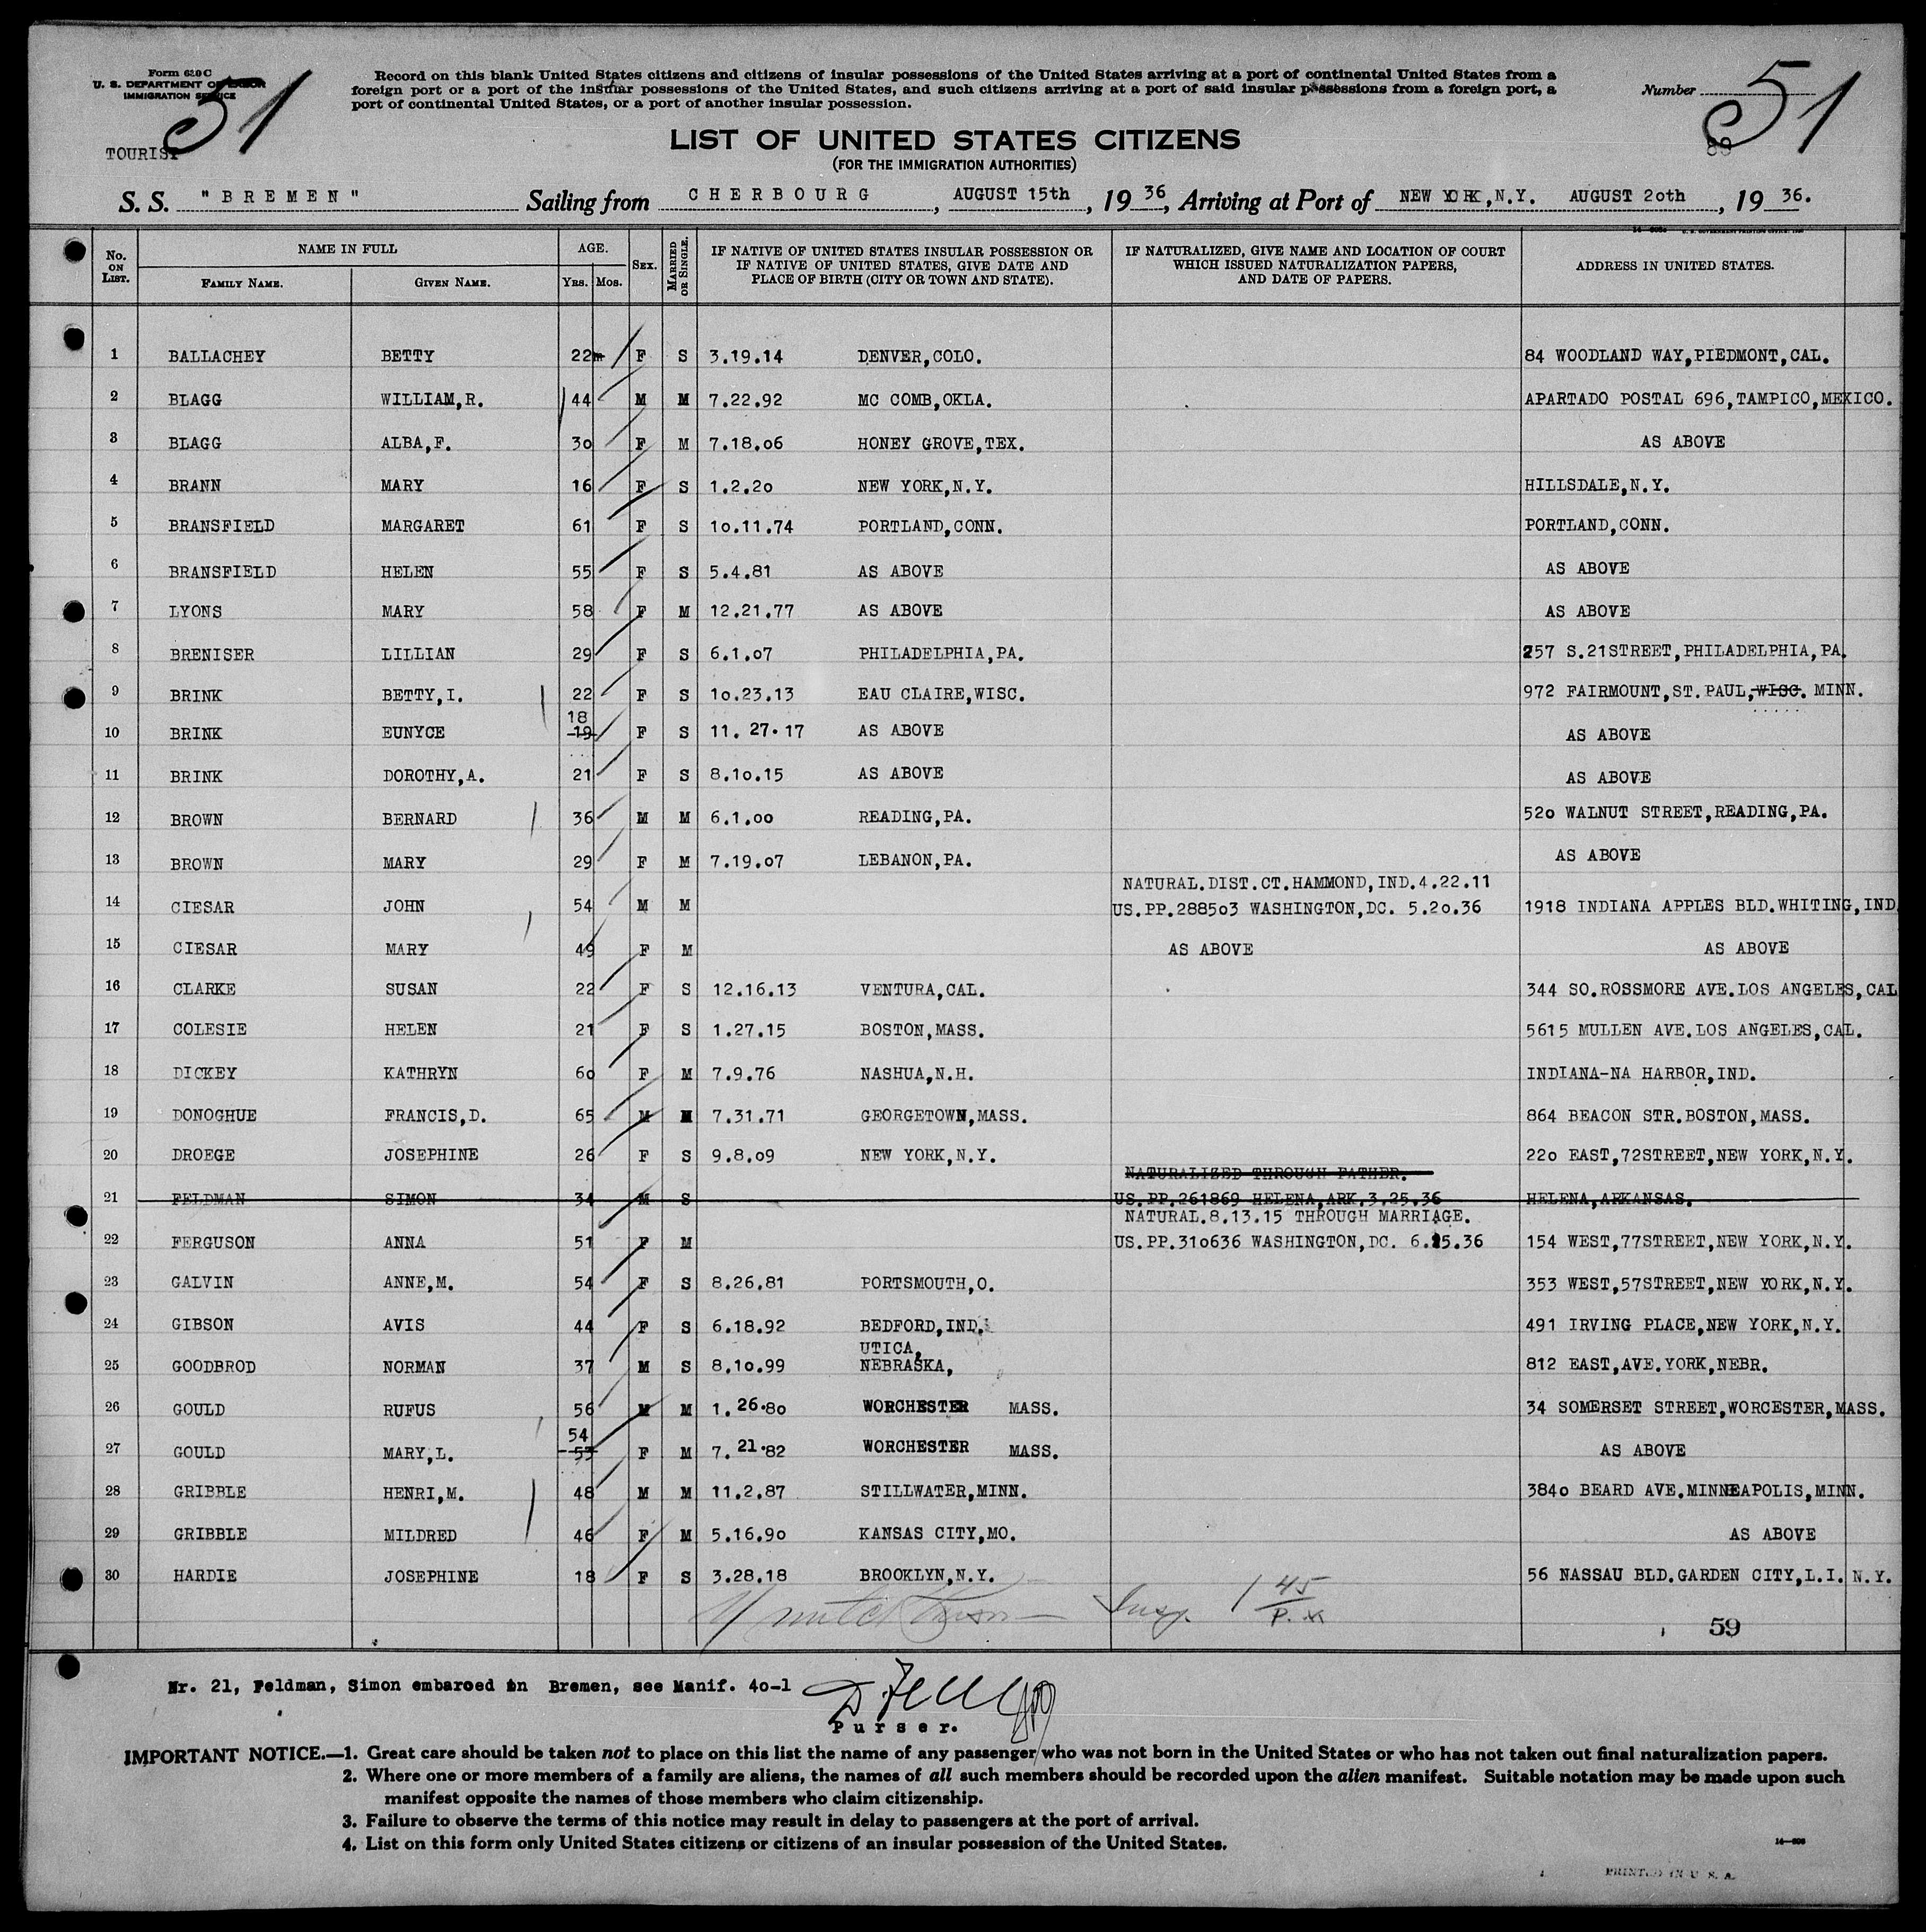 Form 620 C
U. S. DEPARTMENT OF LABOR
IMMIGRATION SERVICE
51
TOURIST
Record on this blank United States citizens and citizens of insular possessions of the United States arriving at a port of continental United States from a
foreign port or a port of the insular possessions of the United States, and such citizens arriving at a port of said insular possessions from a foreign port, a
port of continental United States, or a port of another insular possession.
Number 51
88
LIST OF UNITED STATES CITIZENS
(FOR THE IMMIGRATION AUTHORITIES)
S. S. "BREMEN" Sailing from CHERBOURG, AUGUST 15th, 1936, Arriving at Port of NEW YORK,N.Y. AUGUST 20th, 1936.
No. ON LIST. NAME IN FULL FAMILY NAME. GIVEN NAME. AGE. YRS. MOS. SEX. MARRIED OR SINGLE. IF NATIVE OF UNITED STATES INSULAR POSSESSION OR IF NATIVE OF UNITED STATES, GIVE DATE AND PLACE OF BIRTH (CITY OR TOWN AND STATE). IF NATURALIZED, GIVE NAME AND LOCATION OF COURT WHICH ISSUED NATURALIZATION PAPERS, AND DATE OF PAPERS. ADDRESS IN UNITED STATES.
1 BALLACHEY BETTY 22 F S 3.19.14 DENVER,COLO. 84 WOODLAND WAY,PIEDMONT,CAL.
2 BLAGG WILLIAM,R. 44 M M 7.22.92 MC COMB,OKLA. APARTADO POSTAL 696,TAMPICO,MEXICO.
3 BLAGG ALBA,F. 30 F M 7.18.06 HONEY GROVE,TEX. AS ABOVE
4 BRANN MARY 16 F S 1.2.20 NEW YORK,N.Y. HILLSDALE,N.Y.
5 BRANSFIELD MARGARET 61 F S 10.11.74 PORTLAND,CONN. PORTLAND,CONN.
6 BRANSFIELD HELEN 55 F S 5.4.81 AS ABOVE AS ABOVE
7 LYONS MARY 58 F M 12.21.77 AS ABOVE AS ABOVE
8 BRENISER LILLIAN 29 F S 6.1.07 PHILADELPHIA,PA. 257 S.21STREET,PHILADELPHIA,PA.
9 BRINK BETTY,I. 22 F S 10.23.13 EAU CLAIRE,WISC. 972 FAIRMOUNT,ST.PAUL,WISC. MINN.
18
10 BRINK EUNYCE 19 F S 11. 27.17 AS ABOVE AS ABOVE
11 BRINK DOROTHY,A. 21 F S 8.10.15 AS ABOVE AS ABOVE
12 BROWN BERNARD 36 M M 6.1.00 READING,PA. 520 WALNUT STREET,READING,PA.
13 BROWN MARY 29 F M 7.19.07 LEBANON,PA. AS ABOVE
NATURAL.DIST.CT.HAMMOND,IND.4.22.11
14 CIESAR JOHN 54 M M US.PP.288503 WASHINGTON,DC. 5.20.36 1918 INDIANA APPLES BLD.WHITING,IND.
15 CIESAR MARY 49 F M AS ABOVE AS ABOVE
16 CLARKE SUSAN 22 F S 12.16.13 VENTURA,CAL. 344 SO.ROSSMORE AVE.LOS ANGELES,CAL
17 COLESIE HELEN 21 F S 1.27.15 BOSTON,MASS. 5615 MULLEN AVE.LOS ANGELES,CAL.
18 DICKEY KATHRYN 60 F M 7.9.76 NASHUA,N.H. INDIANA-NA HARBOR,IND.
19 DONOGHUE FRANCIS,D. 65 M M 7.31.71 GEORGETOWN,MASS. 864 BEACON STR.BOSTON,MASS.
20 DROEGE JOSEPHINE 26 F S 9.8.09 NEW YORK,N.Y. 220 EAST,72STREET,NEW YORK,N.Y.
NATURALIZED THROUGH FATHER.
21 FELDMAN SIMON 34 M S US.PP.261869 HELENA,ARK.3.25.36 HELENA,ARKANSAS.
NATURAL.8.13.15 THROUGH MARRIAGE.
22 FERGUSON ANNA 51 F M US.PP.310636 WASHINGTON,DC. 6.25.36 154 WEST,77STREET,NEW YORK,N.Y.
23 GALVIN ANNE,M. 54 F S 8.26.81 PORTSMOUTH,O. 353 WEST,57STREET,NEW YORK,N.Y.
24 GIBSON AVIS 44 F S 6.18.92 BEDFORD,IND. 491 IRVING PLACE,NEW YORK,N.Y.
UTICA,
25 GOODBROD NORMAN 37 M S 8.10.99 NEBRASKA, 812 EAST,AVE.YORK,NEBR.
26 GOULD RUFUS 56 M M 1. 26.80 WORCHESTER MASS. 34 SOMERSET STREET,WORCESTER,MASS.
54
27 GOULD MARY,L. 53 F M 7. 21.82 WORCHESTER MASS. AS ABOVE
28 GRIBBLE HENRI,M. 48 M M 11.2.87 STILLWATER,MINN. 3840 BEARD AVE.MINNEAPOLIS,MINN.
29 GRIBBLE MILDRED 46 F M 5.16.90 KANSAS CITY,MO. AS ABOVE
30 HARDIE JOSEPHINE 18 F S 3.28.18 BROOKLYN,N.Y. 56 NASSAU BLD.GARDEN CITY,L.I. N.Y.
Insp. 1 45
59
Nr. 21, Feldman, Simon embaroed in Bremen, see Manif. 40-1
Purser.
IMPORTANT NOTICE.—1. Great care should be taken not to place on this list the name of any passenger who was not born in the United States or who has not taken out final naturalization papers.
2. Where one or more members of a family are aliens, the names of all such members should be recorded upon the alien manifest. Suitable notation may be made upon such
manifest opposite the names of those members who claim citizenship.
3. Failure to observe the terms of this notice may result in delay to passengers at the port of arrival.
4. List on this form only United States citizens or citizens of an insular possession of the United States.
PRINTED IN U. S. A.